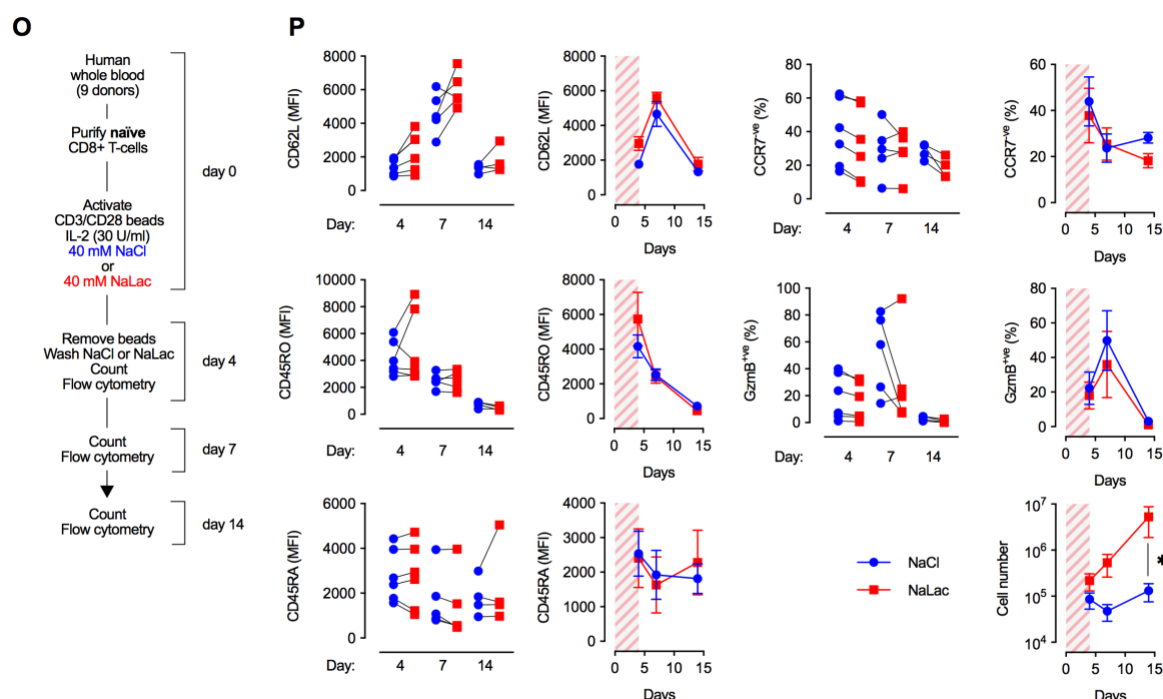 O
Human
whole blood
(9 donors)
Purify naïve
CD8+ T-cells
day 0
Activate
CD3/CD28 beads
IL-2 (30 U/ml)
40 mM NaCl
or
40 mM NaLac
Remove beads
Wash NaCl or NaLac
Count
Flow cytometry
day 4
Count
Flow cytometry
day 7
Count
Flow cytometry
day 14
P
CD62L (MFI)
8000
6000
4000
2000
0
Day: 4 7 14
CD62L (MFI)
8000
6000
4000
2000
0
0 5 10 15
Days
CCR7-ve (%)
80
60
40
20
0
Day: 4 7 14
CCR7-ve (%)
60
40
20
0
0 5 10 15
Days
CD45RO (MFI)
10000
8000
6000
4000
2000
0
Day: 4 7 14
CD45RO (MFI)
8000
6000
4000
2000
0
0 5 10 15
Days
GzmB+ve (%)
100
80
60
40
20
0
Day: 4 7 14
GzmB+ve (%)
80
60
40
20
0
0 5 10 15
Days
CD45RA (MFI)
6000
4000
2000
0
Day: 4 7 14
CD45RA (MFI)
4000
3000
2000
1000
0
0 5 10 15
Days
NaCl
NaLac
Cell number
10^7
10^6
10^5
10^4
*
0 5 10 15
Days